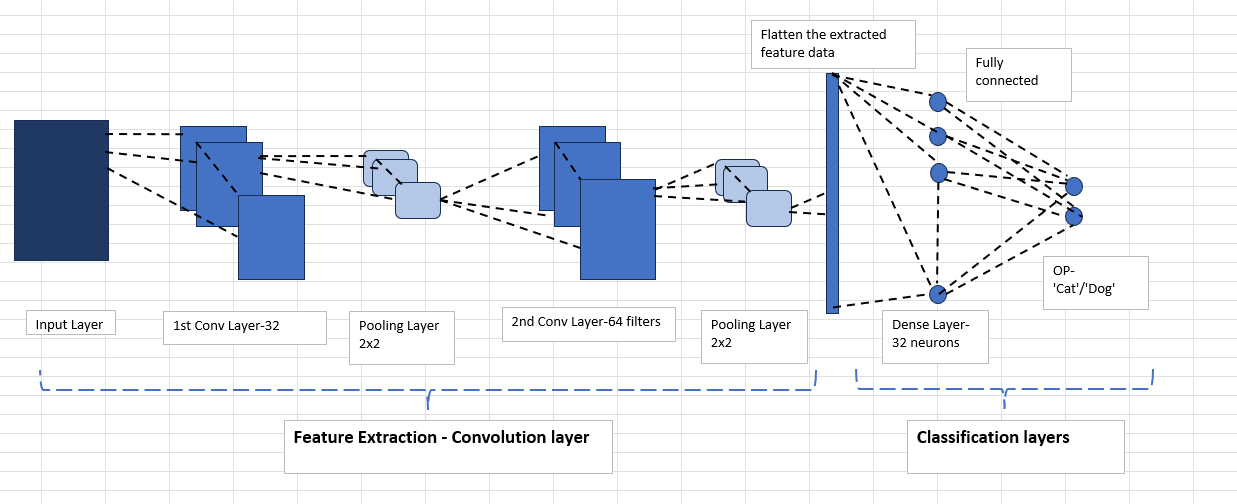 Flatten the extracted
feature data
Fully
connected
OP-
'Cat'/'Dog'
Input Layer
1st Conv Layer-32
Pooling Layer
2x2
2nd Conv Layer-64 filters
Pooling Layer
2x2
Dense Layer-
32 neurons
Feature Extraction - Convolution layer
Classification layers